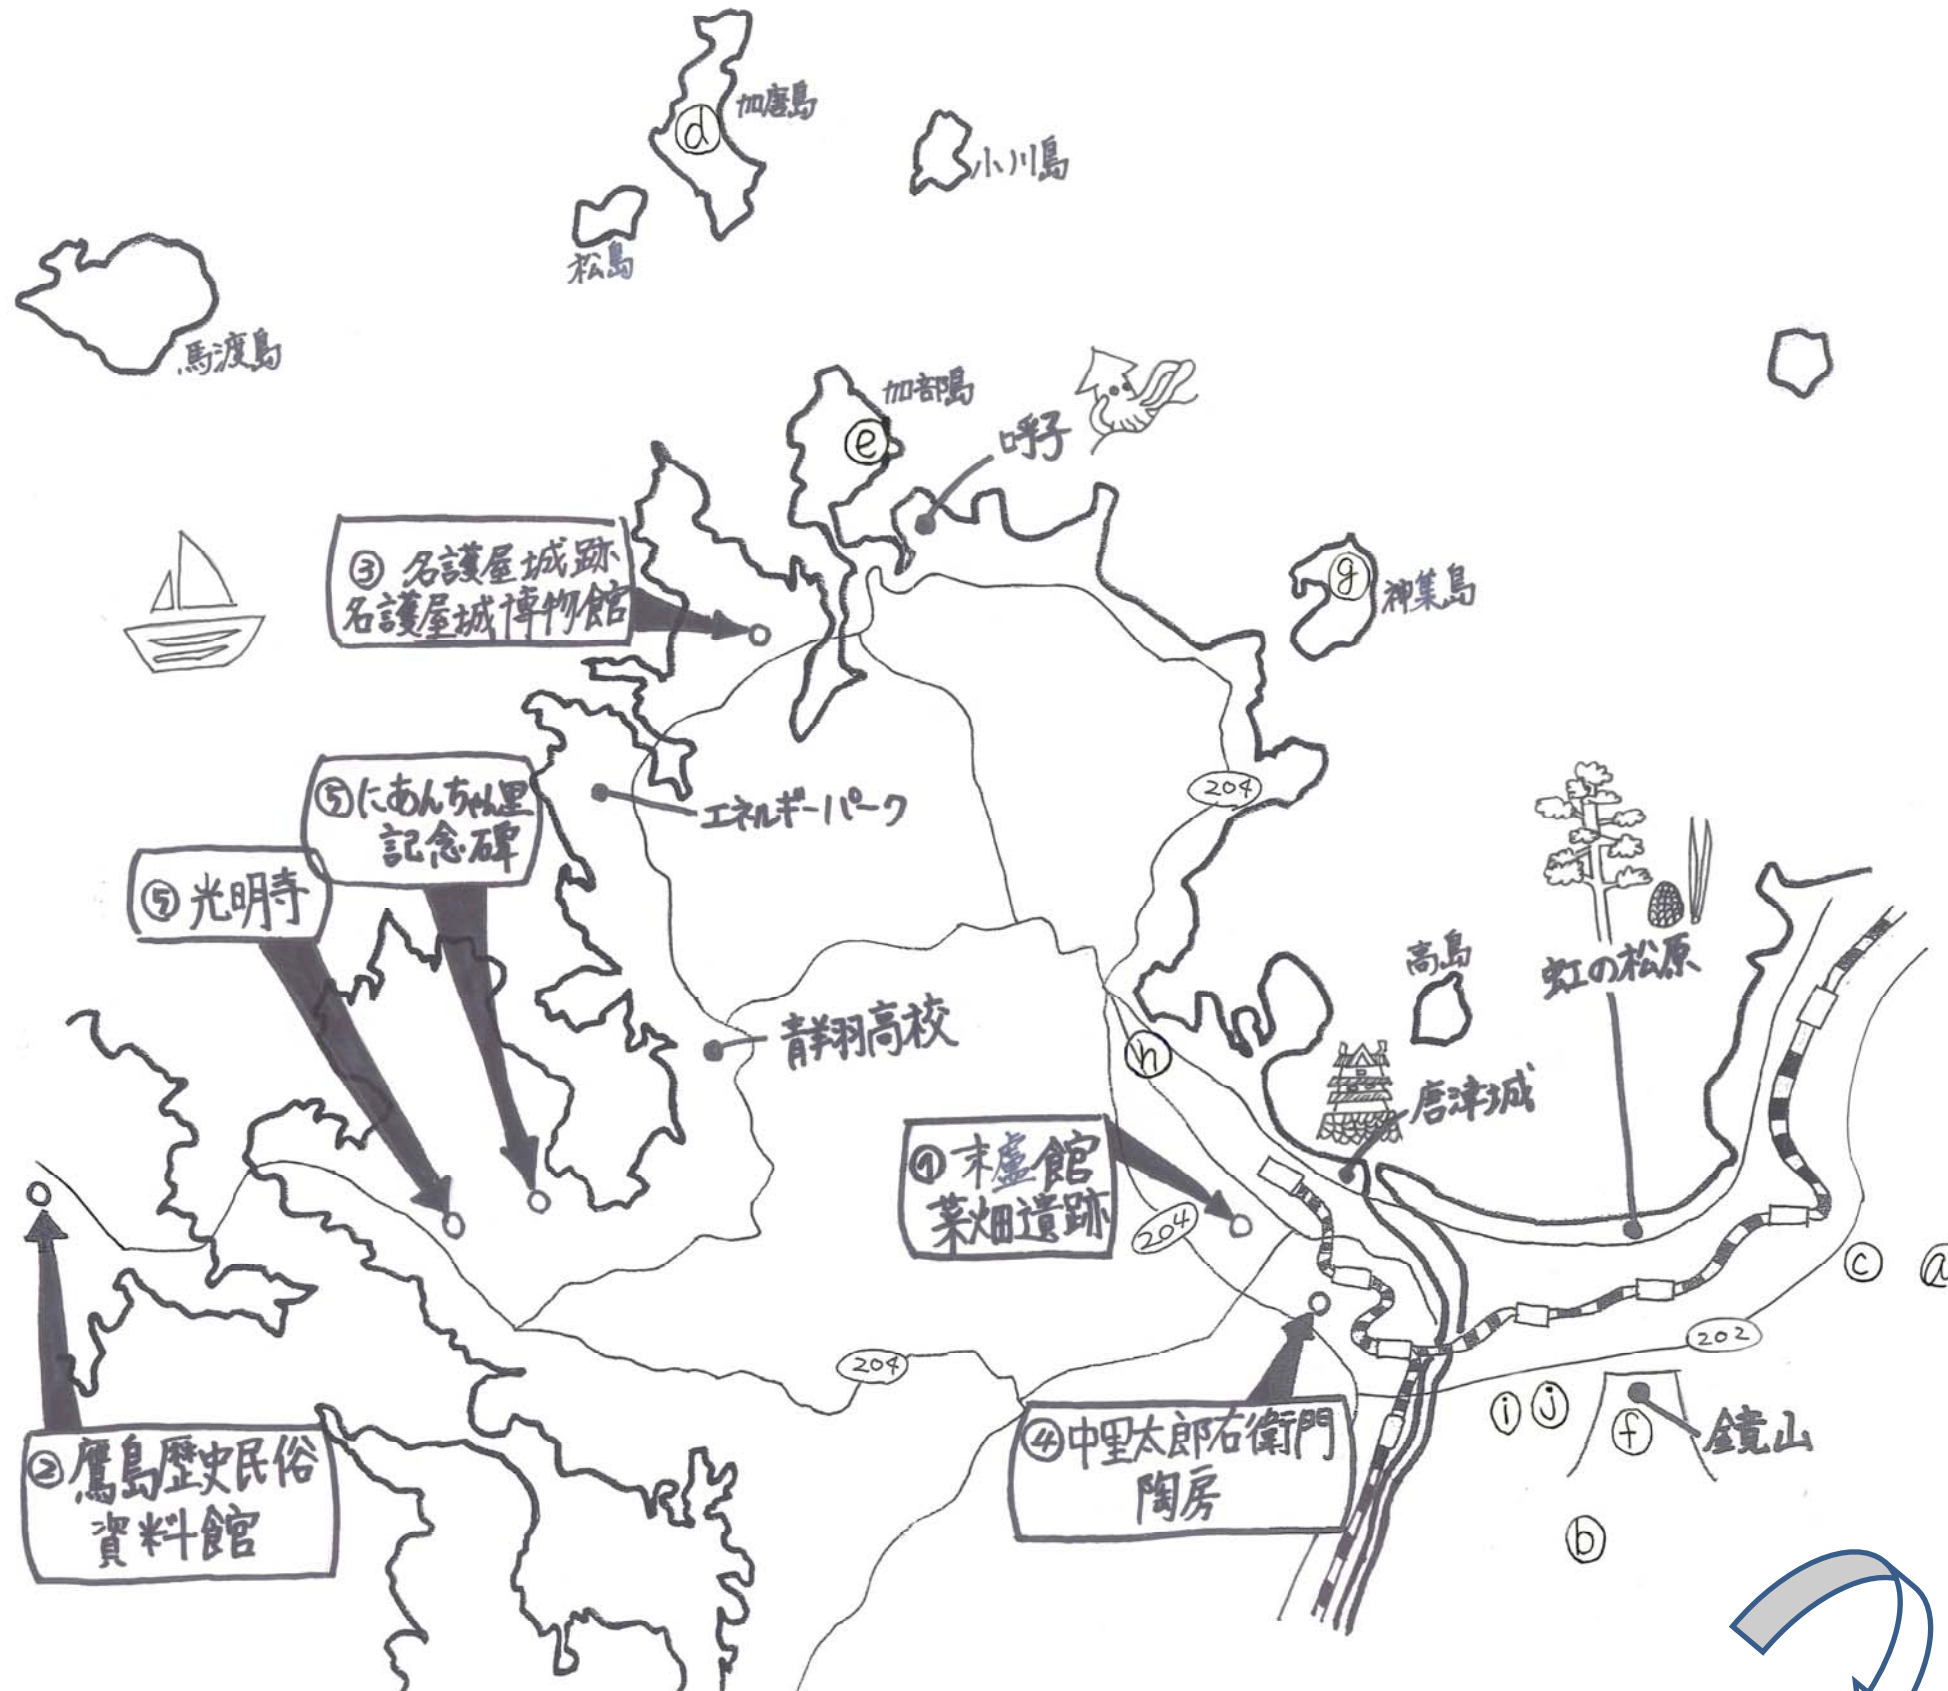 加唐島
ⓓ
小川島
松島
馬渡島
加部島
ⓔ
呼子
③ 名護屋城跡
名護屋城博物館
ⓖ
神集島
204
⑤にあんちゃん里
記念碑
エネルギーパーク
⑤ 光明寺
高島
虹の松原
青翔高校
ⓗ
唐津城
① 末盧館
菜畑遺跡
204
ⓒ
ⓐ
202
204
ⓘ ⓙ
ⓕ
鏡山
④中里太郎右衛門
陶房
②鷹島歴史民俗
資料館
ⓑ